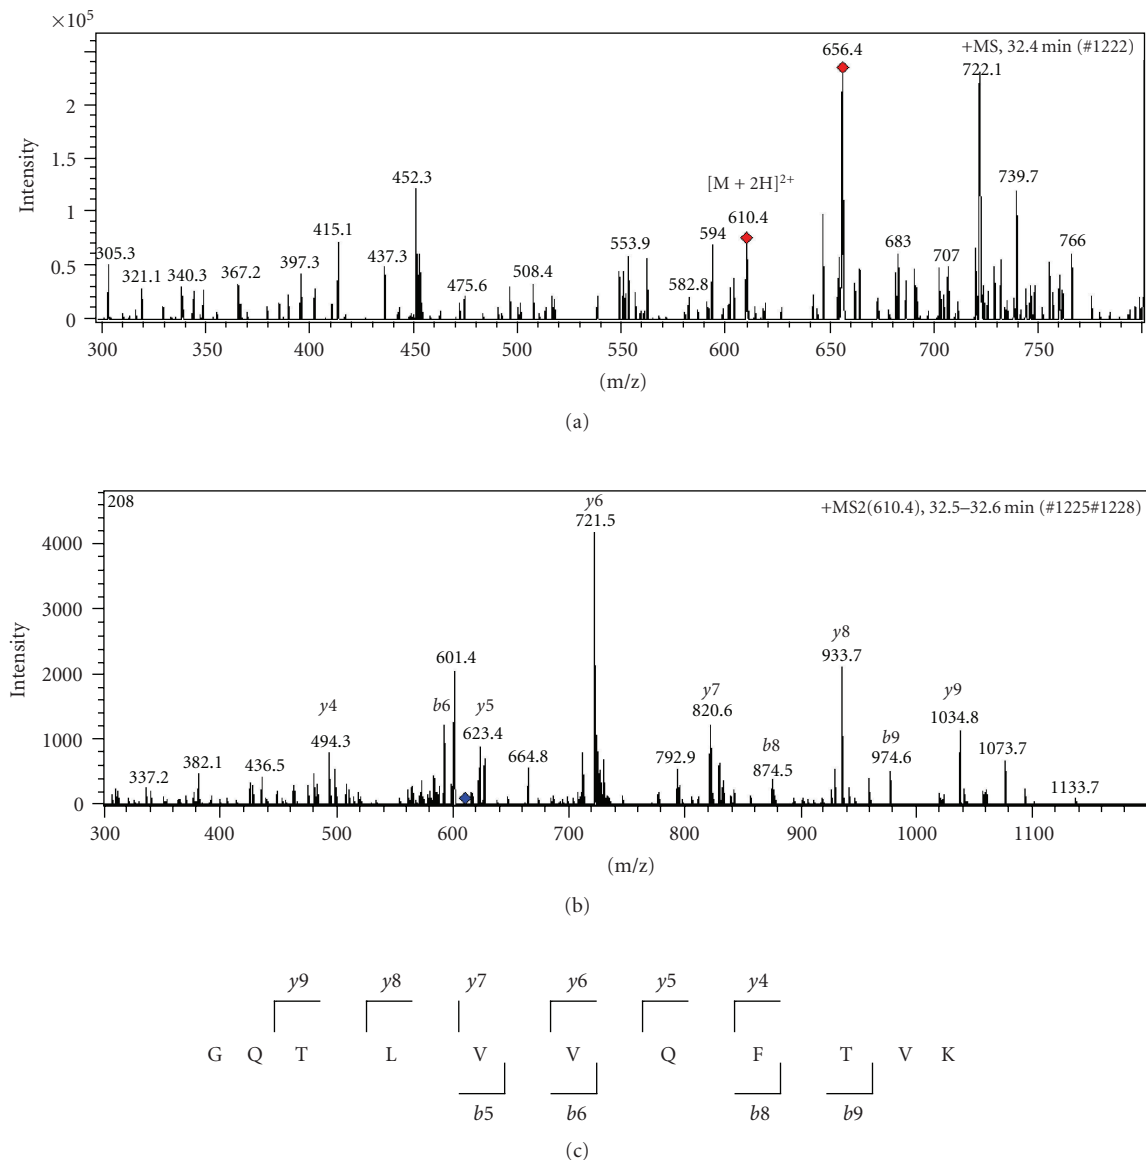 ×10⁵
+MS, 32.4 min (#1222)
656.4
722.1
2
1.5
1
0.5
0
Intensity
452.3
[M + 2H]²⁺
739.7
610.4
415.1
594
305.3
437.3
553.9
683
766
321.1
340.3
367.2
397.3
475.6
508.4
582.8
707
300 350 400 450 500 550 600 650 700 750
(m/z)
(a)
208
y6
721.5
+MS2(610.4), 32.5–32.6 min (#1225#1228)
4000
3000
2000
1000
0
Intensity
y8
933.7
601.4
y4
b6
y5
y7
y9
494.3
623.4
820.6
1034.8
382.1
436.5
337.2
664.8
792.9
b8
874.5
b9
974.6
1073.7
1133.7
300 400 500 600 700 800 900 1000 1100
(m/z)
(b)
y9 y8 y7 y6 y5 y4
G Q T L V V Q F T V K
b5 b6 b8 b9
(c)